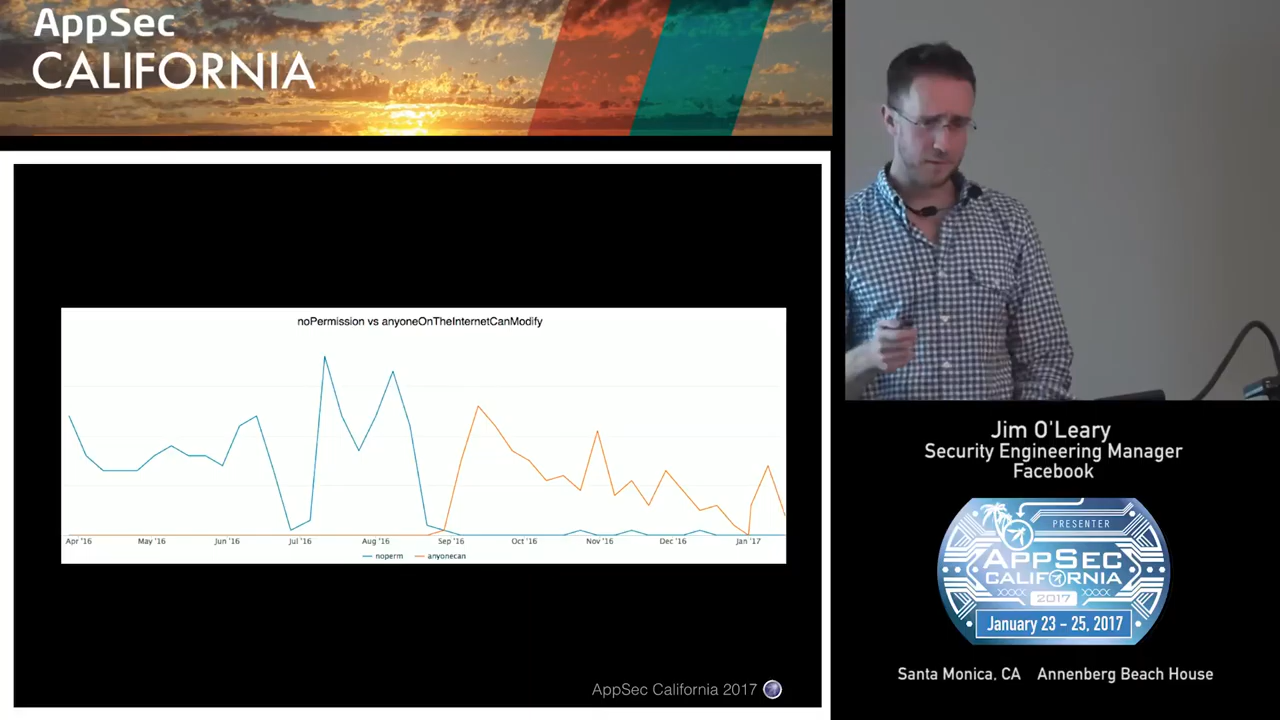 AppSec
CALIFORNIA
noPermission vs anyoneOnTheInternetCanModify
Apr '16 May '16 Jun '16 Jul '16 Aug '16 Sep '16 Oct '16 Nov '16 Dec '16 Jan '17
noperm anyonecan
AppSec California 2017
Jim O'Leary
Security Engineering Manager
Facebook
PRESENTER
APPSEC
CALIFORNIA
XXXX 2017 XXXX
January 23 - 25, 2017
Santa Monica, CA Annenberg Beach House